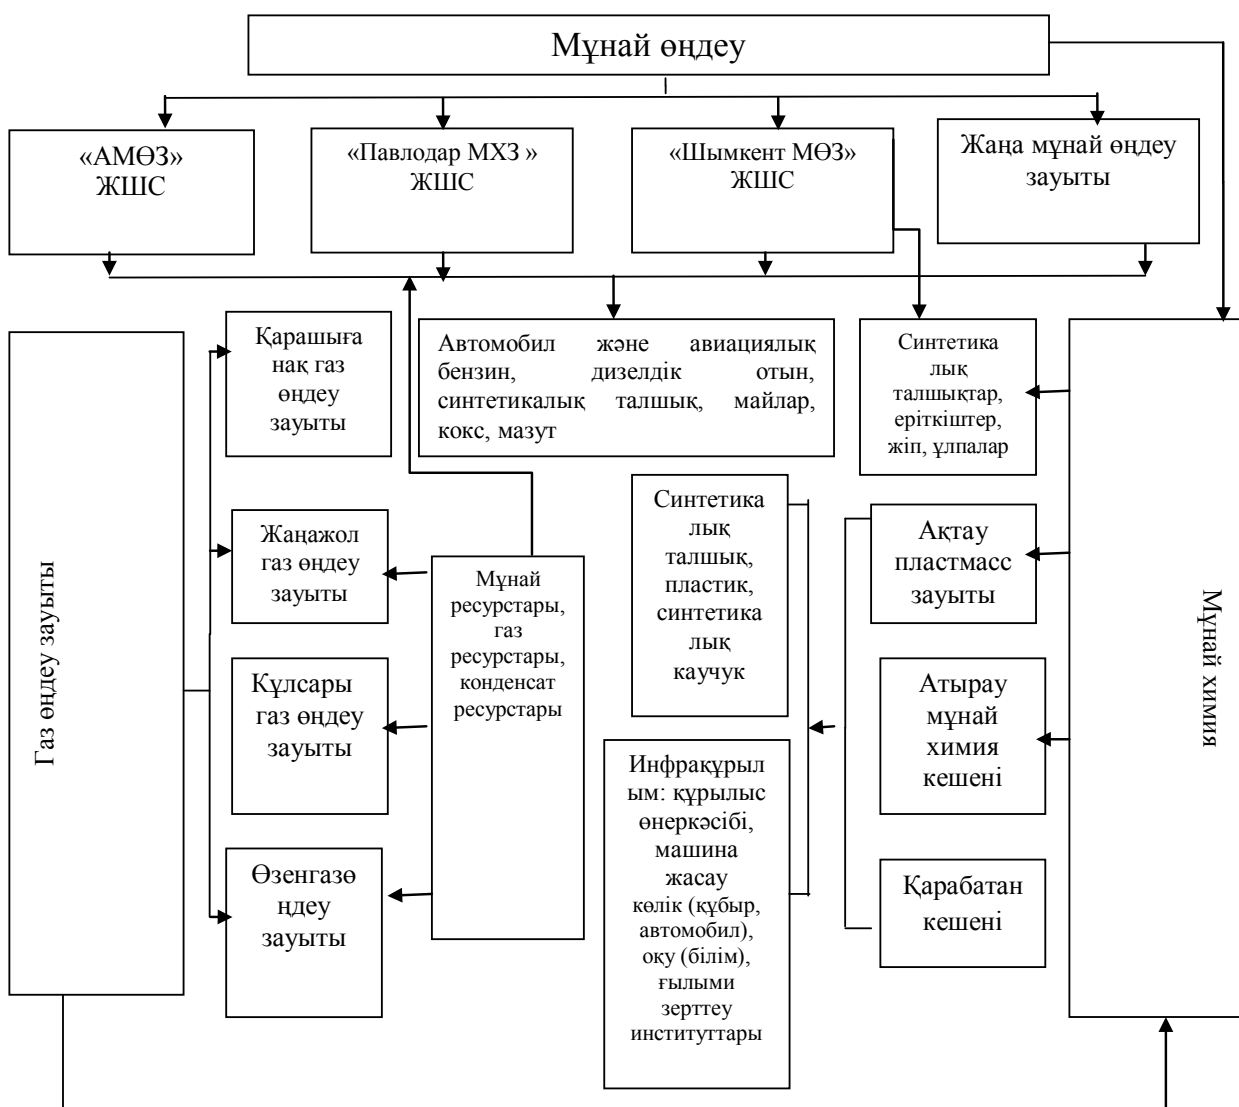 Мұнай өңдеу
«АМӨЗ»
ЖШС
«Павлодар МХЗ »
ЖШС
«Шымкент МӨЗ»
ЖШС
Жаңа мұнай өңдеу
зауыты
Қарашыға
нақ газ
өңдеу
зауыты
Автомобил және авиациялық
бензин, дизелдік отын,
синтетикалық талшық, майлар,
кокс, мазут
Синтетика
лық
талшықтар,
еріткіштер,
жіп, ұлпалар
Газ өңдеу зауыты
Жаңажол
газ өңдеу
зауыты
Мұнай
ресурстары,
газ
ресурстары,
конденсат
ресурстары
Синтетика
лық
талшық,
пластик,
синтетика
лық
каучук
Ақтау
пластмасс
зауыты
Мұнай химия
Құлсары
газ өңдеу
зауыты
Атырау
мұнай
химия
кешені
Инфрақұрыл
ым: құрылыс
өнеркәсібі,
машина
жасау
көлік (құбыр,
автомобил),
оқу (білім),
ғылыми
зерттеу
институттары
Өзенгазө
ңдеу
зауыты
Қарабатан
кешені